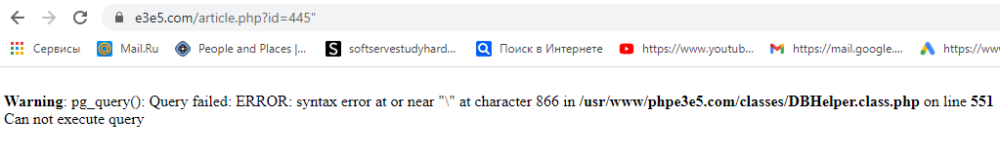 e3e5.com/article.php?id=445"
Сервисы Mail.Ru People and Places |... softservestudyhard... Поиск в Интернете https://www.youtub... https://mail.google.... https://ww
Warning: pg_query(): Query failed: ERROR: syntax error at or near "\" at character 866 in /usr/www/phpe3e5.com/classes/DBHelper.class.php on line 551
Can not execute query